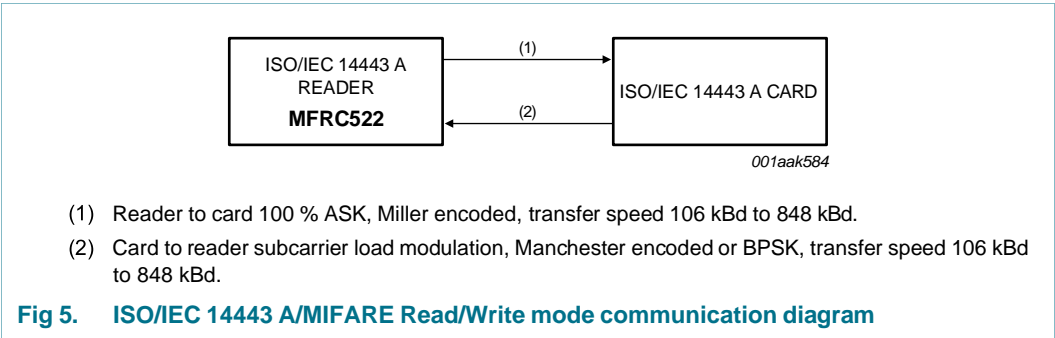 (1)
ISO/IEC 14443 A
READER
MFRC522
ISO/IEC 14443 A CARD
(2)
001aak584
(1) Reader to card 100 % ASK, Miller encoded, transfer speed 106 kBd to 848 kBd.
(2) Card to reader subcarrier load modulation, Manchester encoded or BPSK, transfer speed 106 kBd
to 848 kBd.
Fig 5. ISO/IEC 14443 A/MIFARE Read/Write mode communication diagram